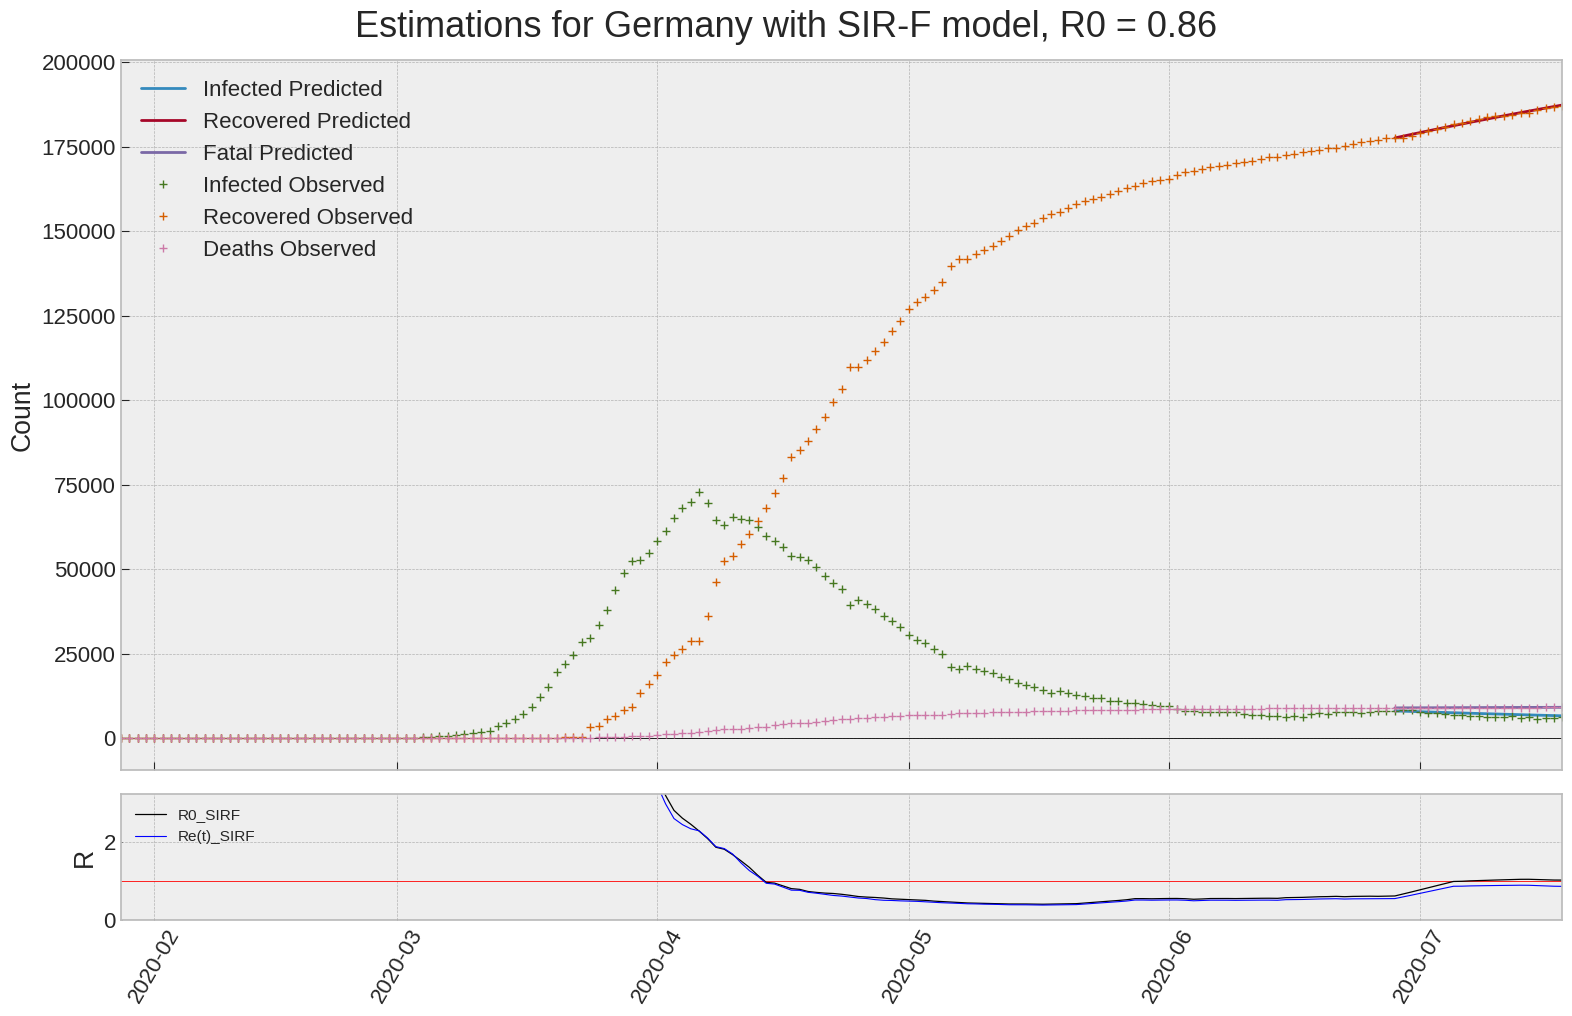 Estimations for Germany with SIR-F model, R0 = 0.86
200000
175000
150000
125000
100000
75000
50000
25000
0
Count
Infected Predicted
Recovered Predicted
Fatal Predicted
Infected Observed
Recovered Observed
Deaths Observed
R0_SIRF
Re(t)_SIRF
2
0
R
2020-02
2020-03
2020-04
2020-05
2020-06
2020-07